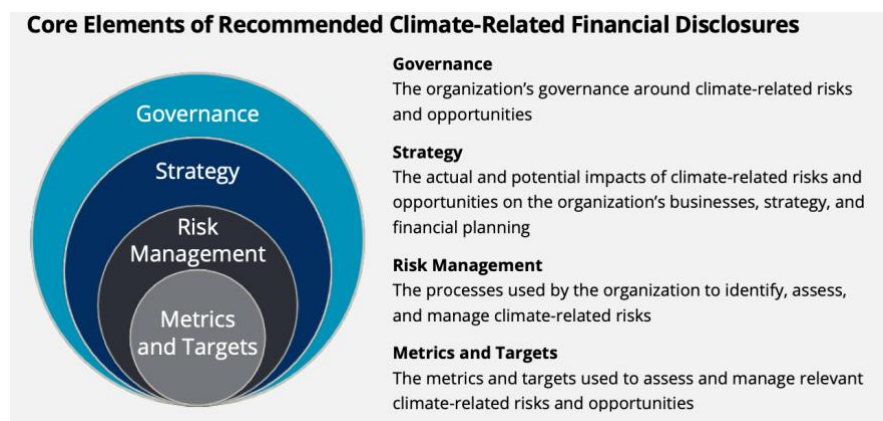 Core Elements of Recommended Climate-Related Financial Disclosures
Governance
Strategy
Risk
Management
Metrics
and Targets
Governance
The organization’s governance around climate-related risks
and opportunities
Strategy
The actual and potential impacts of climate-related risks and
opportunities on the organization’s businesses, strategy, and
financial planning
Risk Management
The processes used by the organization to identify, assess,
and manage climate-related risks
Metrics and Targets
The metrics and targets used to assess and manage relevant
climate-related risks and opportunities